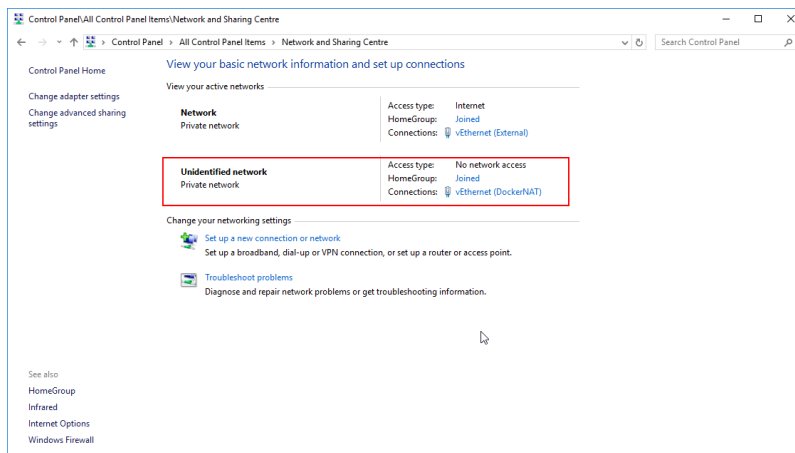 Control Panel\All Control Panel Items\Network and Sharing Centre
Control Panel > All Control Panel Items > Network and Sharing Centre
Search Control Panel
Control Panel Home
Change adapter settings
Change advanced sharing
settings
View your basic network information and set up connections
View your active networks
Network
Private network
Access type: Internet
HomeGroup: Joined
Connections: vEthernet (External)
Unidentified network
Private network
Access type: No network access
HomeGroup: Joined
Connections: vEthernet (DockerNAT)
Change your networking settings
Set up a new connection or network
Set up a broadband, dial-up or VPN connection, or set up a router or access point.
Troubleshoot problems
Diagnose and repair network problems or get troubleshooting information.
See also
HomeGroup
Infrared
Internet Options
Windows Firewall